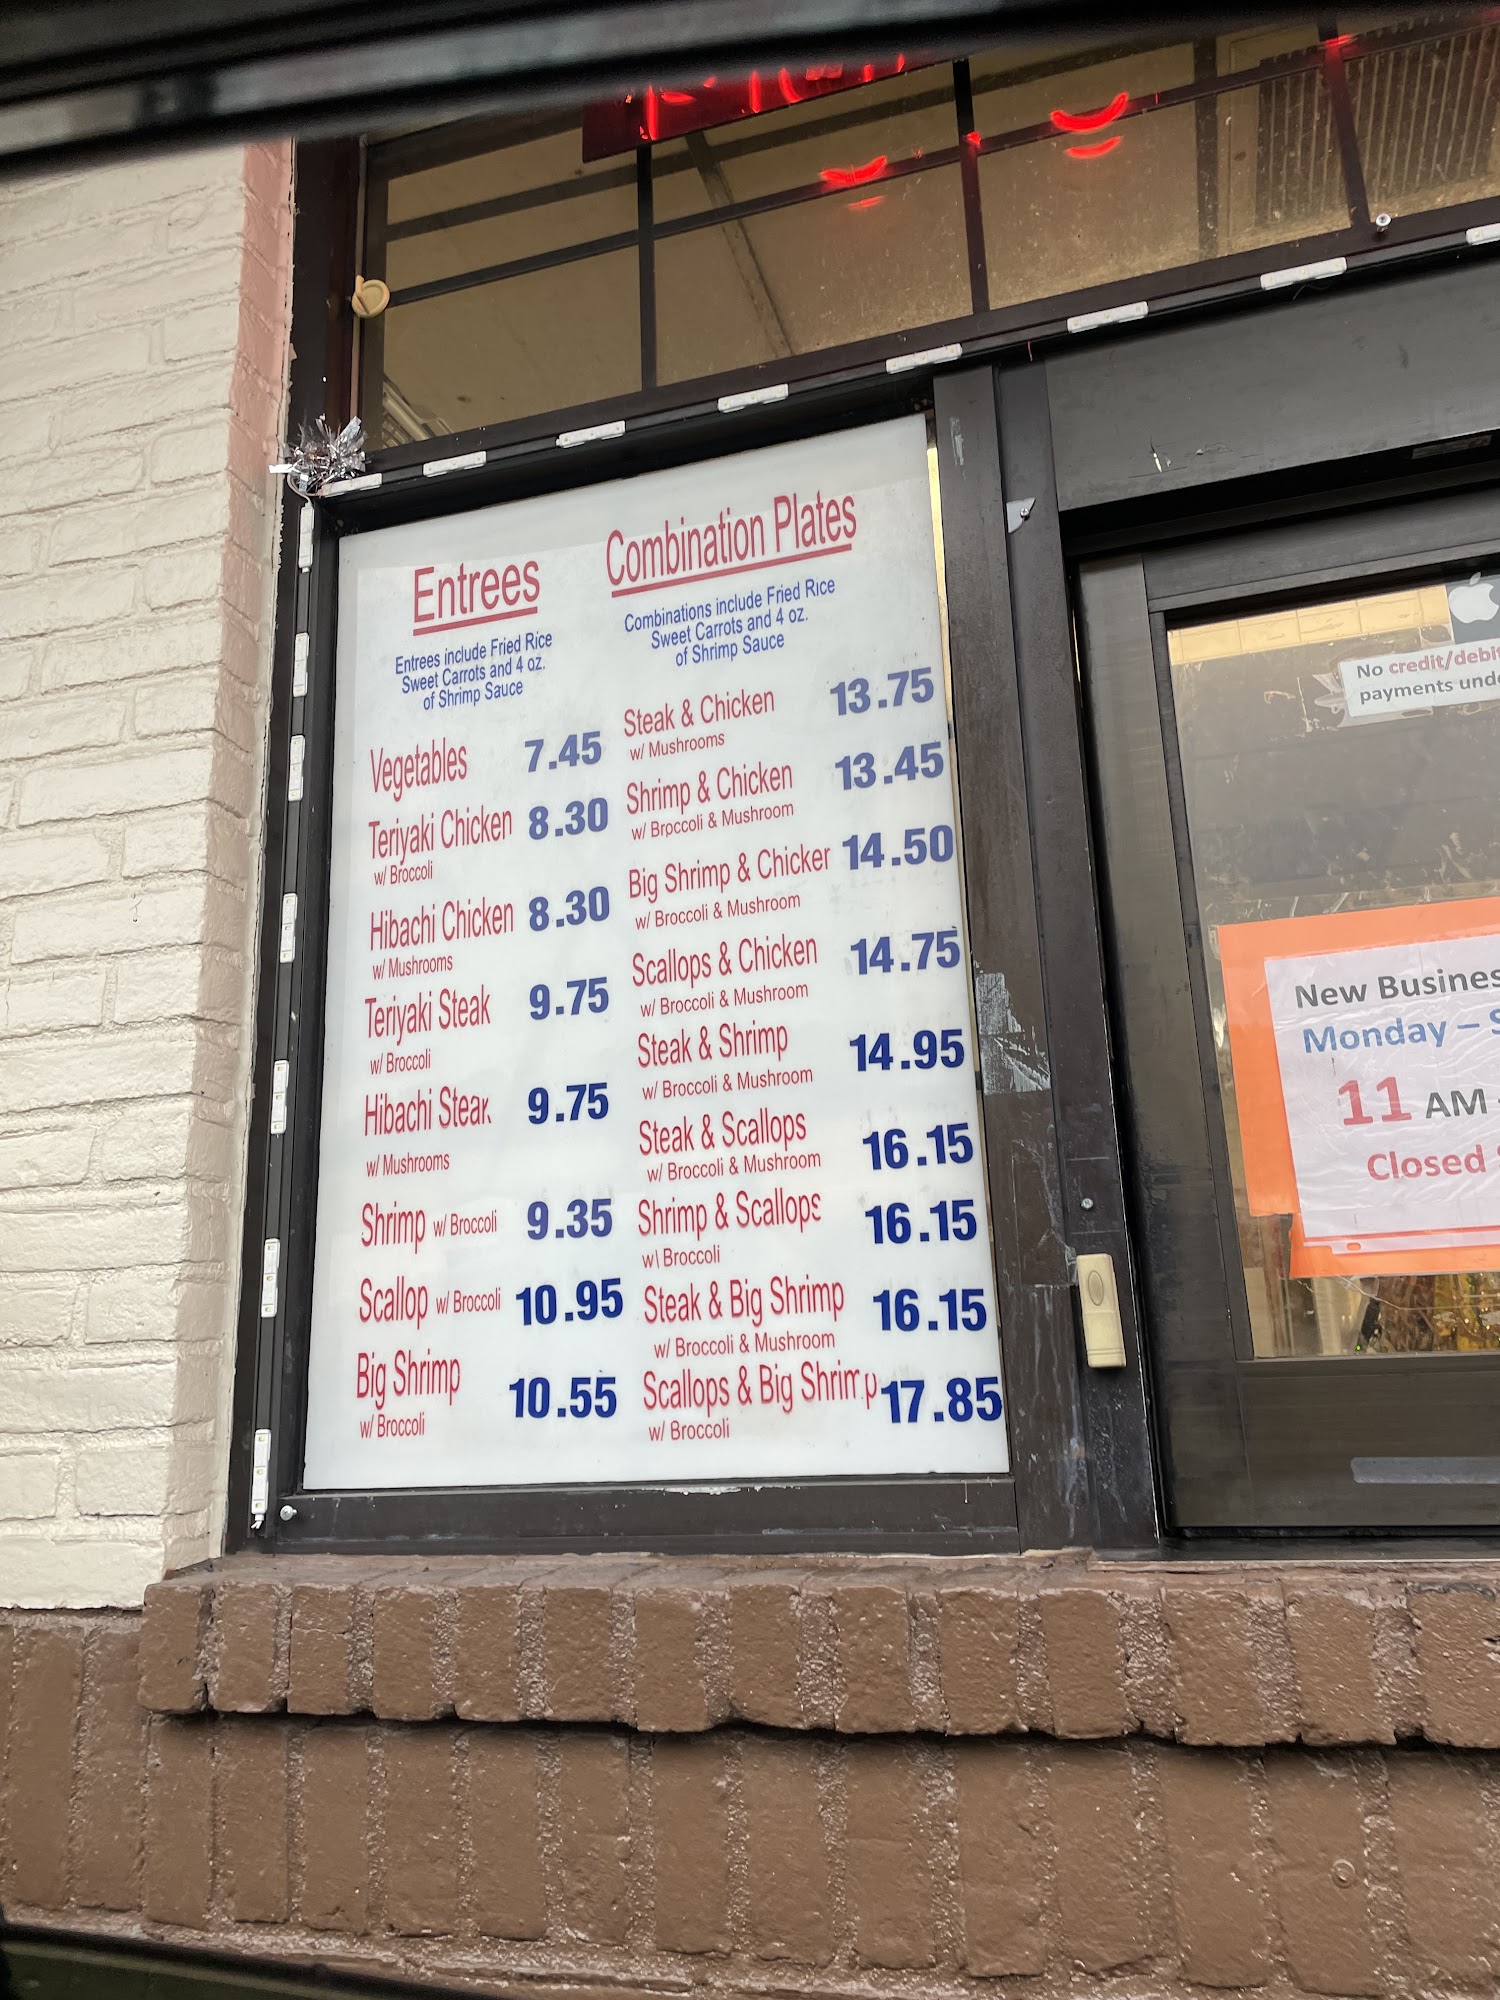 Entrees
Entrees include Fried Rice
Sweet Carrots and 4 oz.
of Shrimp Sauce
Vegetables 7.45
Teriyaki Chicken 8.30
w/ Broccoli
Hibachi Chicken 8.30
w/ Mushrooms
Teriyaki Steak 9.75
w/ Broccoli
Hibachi Steak 9.75
w/ Mushrooms
Shrimp w/ Broccoli 9.35
Scallop w/ Broccoli 10.95
Big Shrimp 10.55
w/ Broccoli
Combination Plates
Combinations include Fried Rice
Sweet Carrots and 4 oz.
of Shrimp Sauce
Steak & Chicken 13.75
w/ Mushrooms
Shrimp & Chicken 13.45
w/ Broccoli & Mushroom
Big Shrimp & Chicken 14.50
w/ Broccoli & Mushroom
Scallops & Chicken 14.75
w/ Broccoli & Mushroom
Steak & Shrimp 14.95
w/ Broccoli & Mushroom
Steak & Scallops 16.15
w/ Broccoli & Mushroom
Shrimp & Scallops 16.15
w\ Broccoli
Steak & Big Shrimp 16.15
w/ Broccoli & Mushroom
Scallops & Big Shrimp 17.85
w/ Broccoli
No credit/debit
payments
New
Monday –
11 AM
Closed